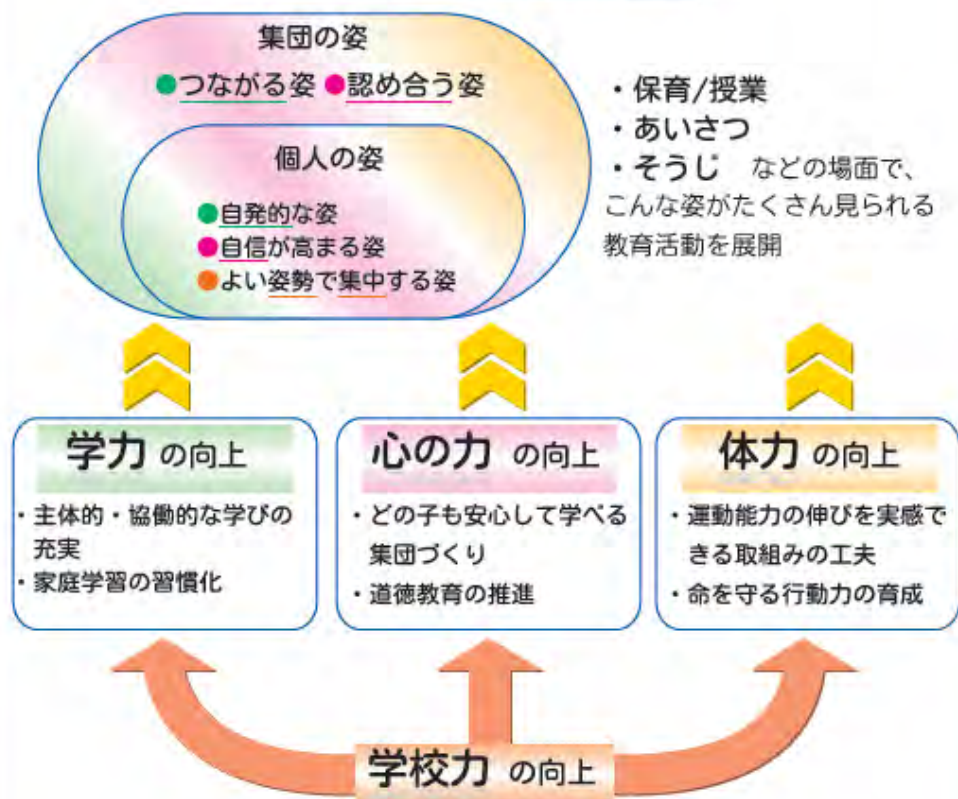 集団の姿
●つながる姿 ●認め合う姿
個人の姿
●自発的な姿
●自信が高まる姿
●よい姿勢で集中する姿
・保育/授業
・あいさつ
・そうじ などの場面で、
こんな姿がたくさん見られる
教育活動を展開
学力 の向上
・主体的・協働的な学びの
充実
・家庭学習の習慣化
心の力 の向上
・どの子も安心して学べる
集団づくり
・道徳教育の推進
体力 の向上
・運動能力の伸びを実感で
きる取組みの工夫
・命を守る行動力の育成
学校力 の向上